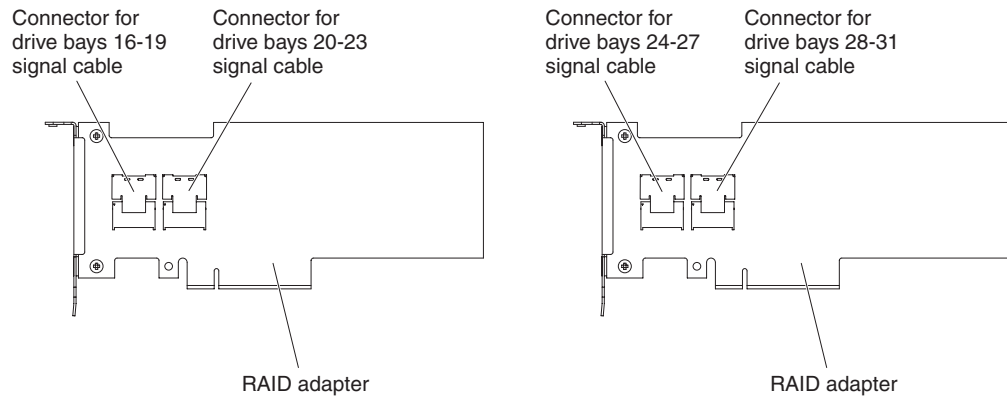 Connector for
drive bays 16-19
signal cable
Connector for
drive bays 20-23
signal cable
Connector for
drive bays 24-27
signal cable
Connector for
drive bays 28-31
signal cable
RAID adapter
RAID adapter